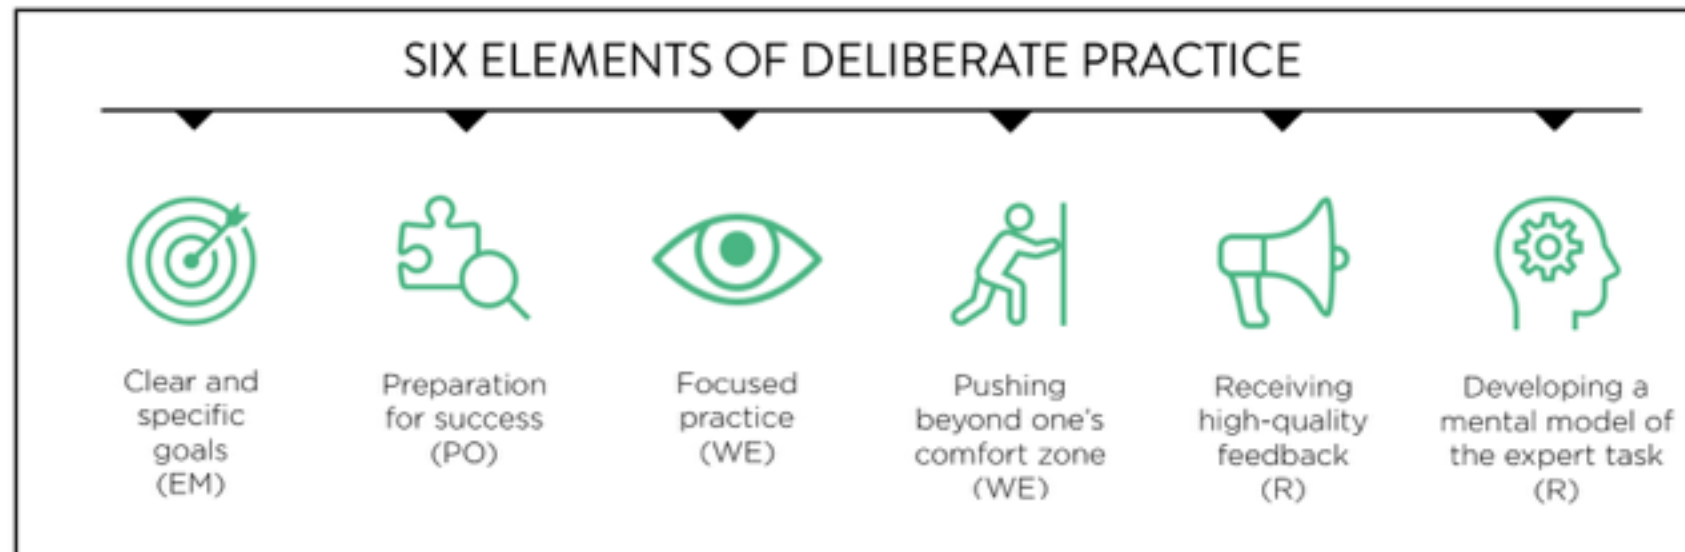 SIX ELEMENTS OF DELIBERATE PRACTICE
Clear and
specific
goals
(EM)
Preparation
for success
(PO)
Focused
practice
(WE)
Pushing
beyond one's
comfort zone
(WE)
Receiving
high-quality
feedback
(R)
Developing a
mental model of
the expert task
(R)